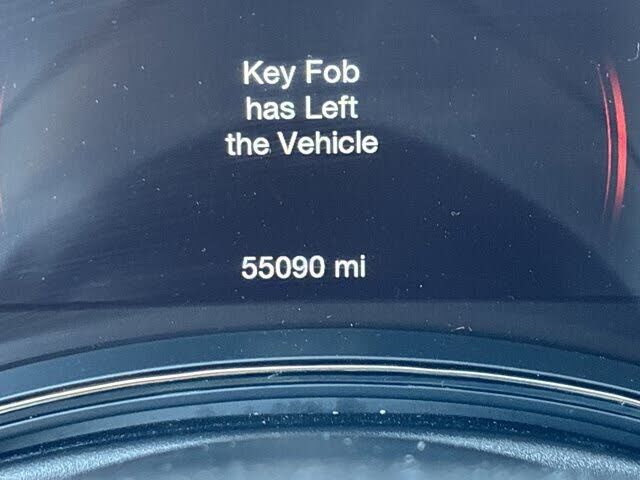 Key Fob
has Left
the Vehicle
55090 mi